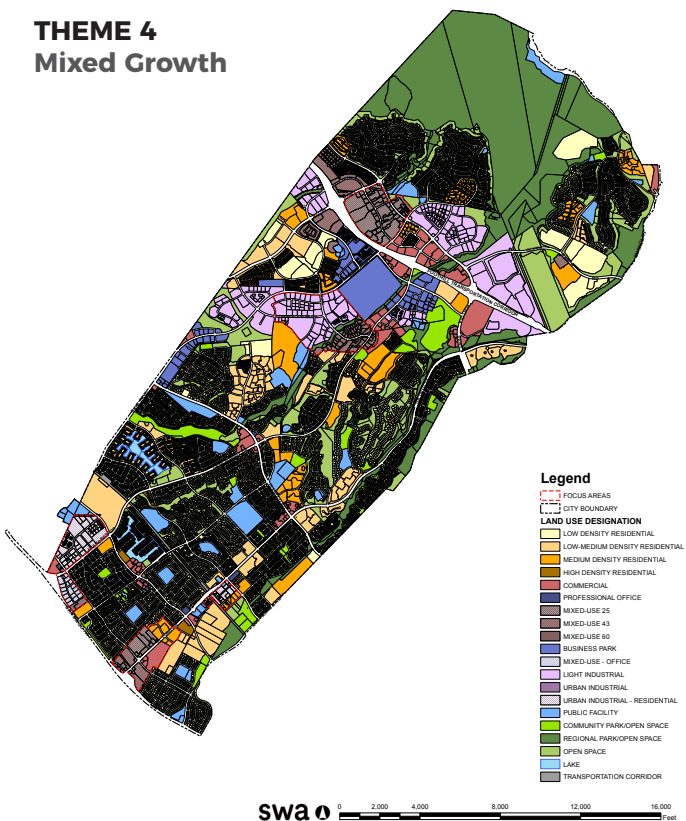 THEME 4
Mixed Growth
TRANSPORTATION CORRIDOR
Legend
FOCUS AREAS
CITY BOUNDARY
LAND USE DESIGNATION
LOW DENSITY RESIDENTIAL
LOW-MEDIUM DENSITY RESIDENTIAL
MEDIUM DENSITY RESIDENTIAL
HIGH DENSITY RESIDENTIAL
COMMERCIAL
PROFESSIONAL OFFICE
MIXED-USE 25
MIXED-USE 43
MIXED-USE 60
BUSINESS PARK
MIXED-USE - OFFICE
LIGHT INDUSTRIAL
URBAN INDUSTRIAL
URBAN INDUSTRIAL - RESIDENTIAL
PUBLIC FACILITY
COMMUNITY PARK/OPEN SPACE
REGIONAL PARK/OPEN SPACE
OPEN SPACE
LAKE
TRANSPORTATION CORRIDOR
swa
0 2,000 4,000 8,000 12,000 16,000
Feet